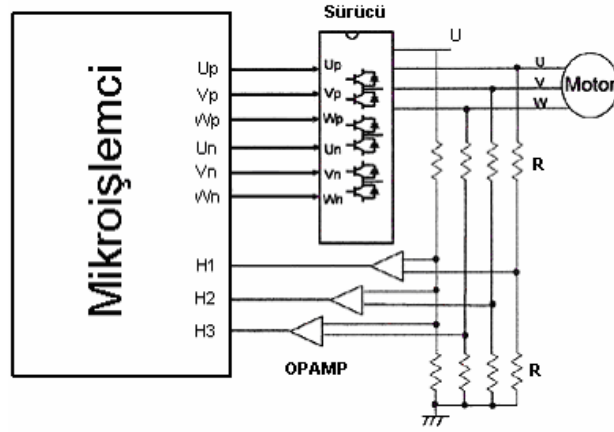 Sürücü
U
Up
Vp
Wp
Un
Vn
Wn
Up
Vp
Wp
Un
Vn
Wn
U
V
W
Motor
R
Mikroişlemci
H1
H2
H3
OPAMP
R